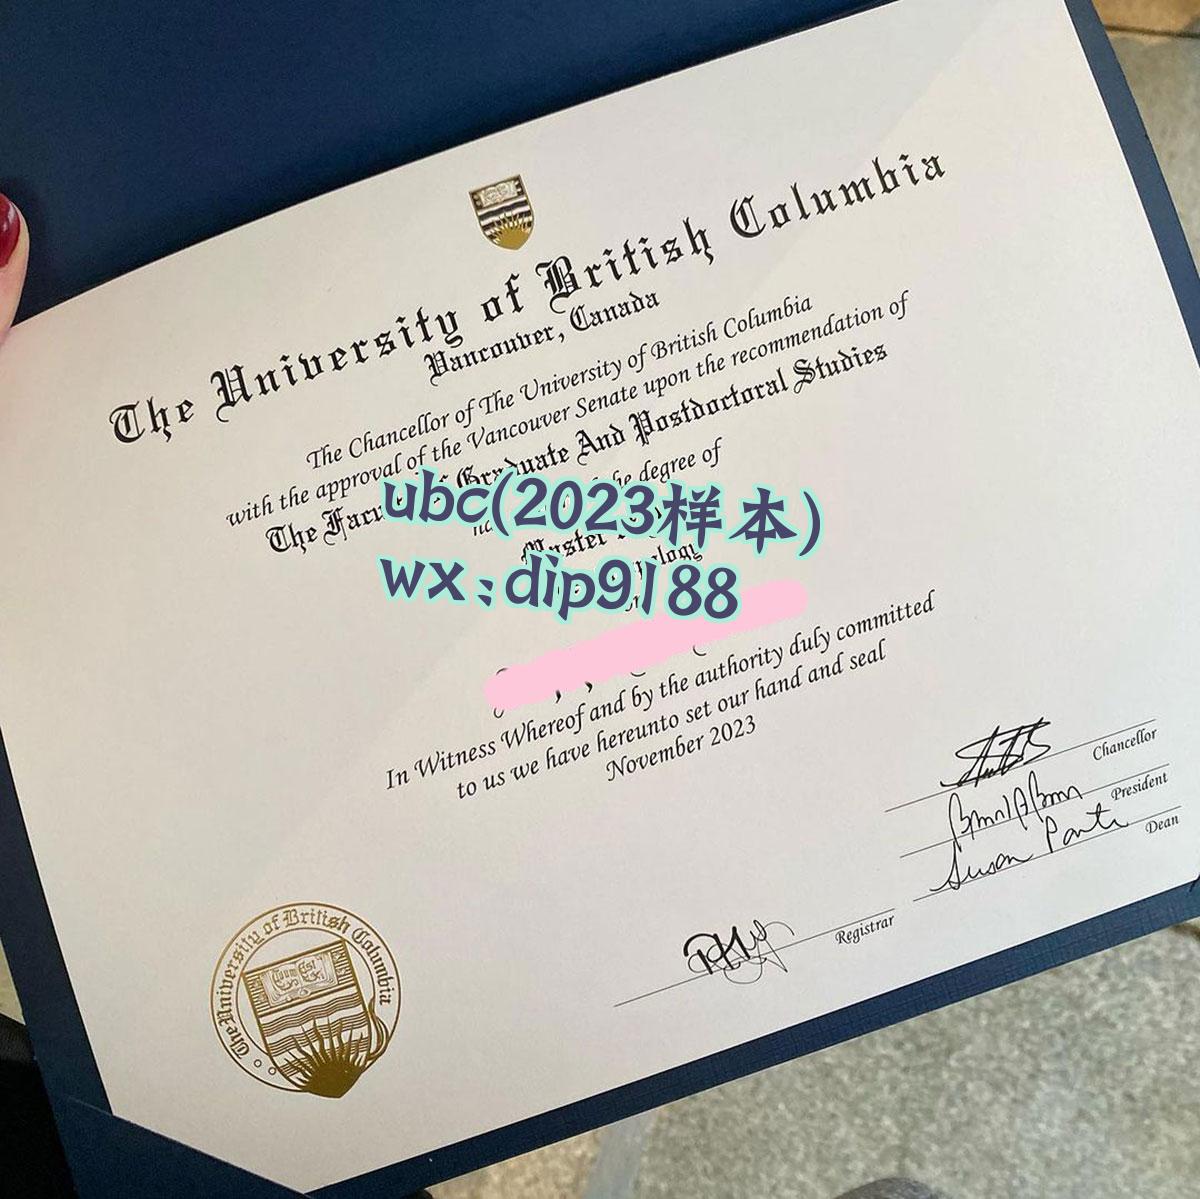 The University of British Columbia
Vancouver, Canada
The Chancellor of The University of British Columbia
with the approval of the Vancouver Senate upon the recommendation of
The Graduate And Postdoctoral Studies
degree of
ubc(2023样本)
wx:dip9188
In Witness Whereof and by the authority duly committed
to us we have hereunto set our hand and seal
November 2023
Chancellor
President
Susan Dean
Registrar
The University of British Columbia